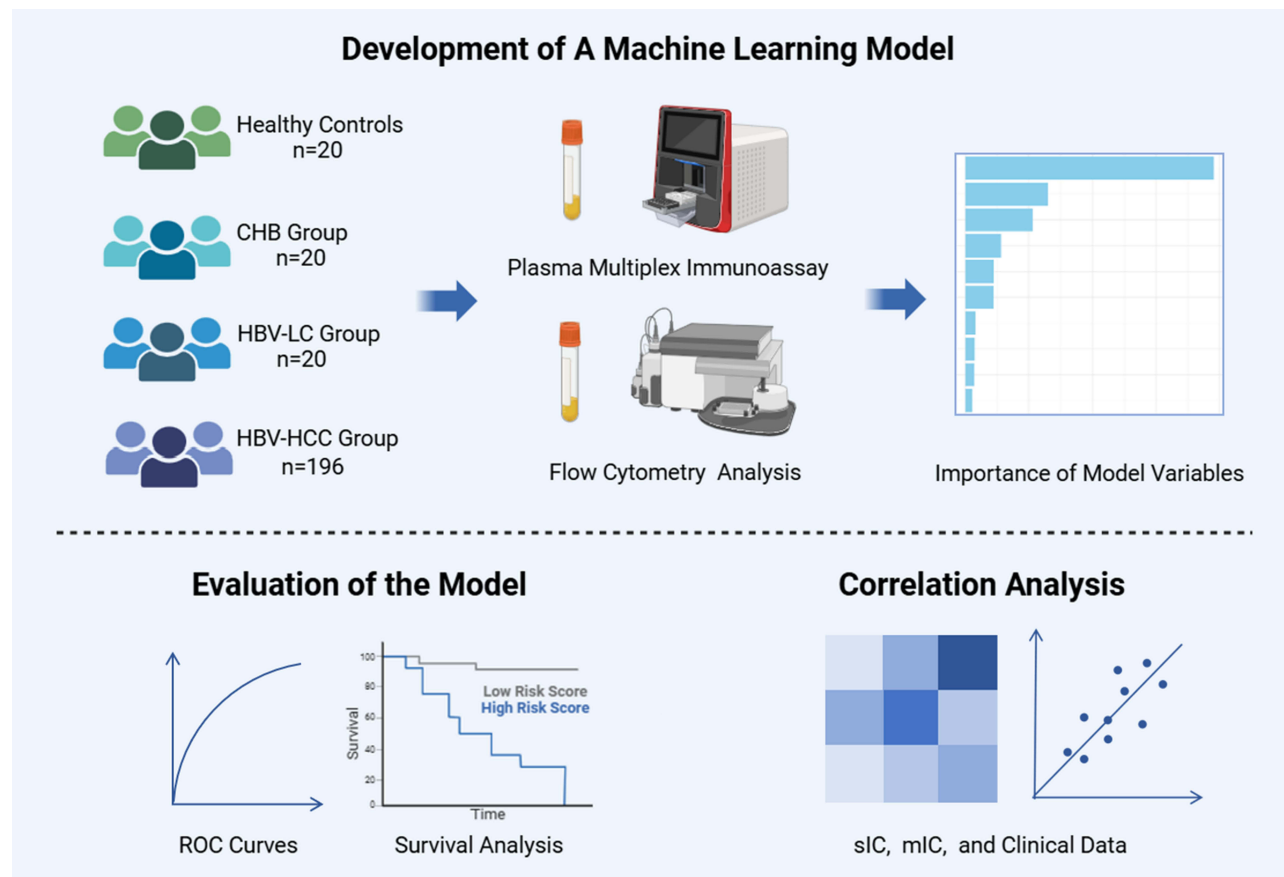 Development of A Machine Learning Model
Healthy Controls
n=20
CHB Group
n=20
HBV-LC Group
n=20
HBV-HCC Group
n=196
Plasma Multiplex Immunoassay
Flow Cytometry Analysis
Importance of Model Variables
Evaluation of the Model
ROC Curves
100
80
60
40
20
0
Survival
Low Risk Score
High Risk Score
Time
Survival Analysis
Correlation Analysis
sIC, mIC, and Clinical Data